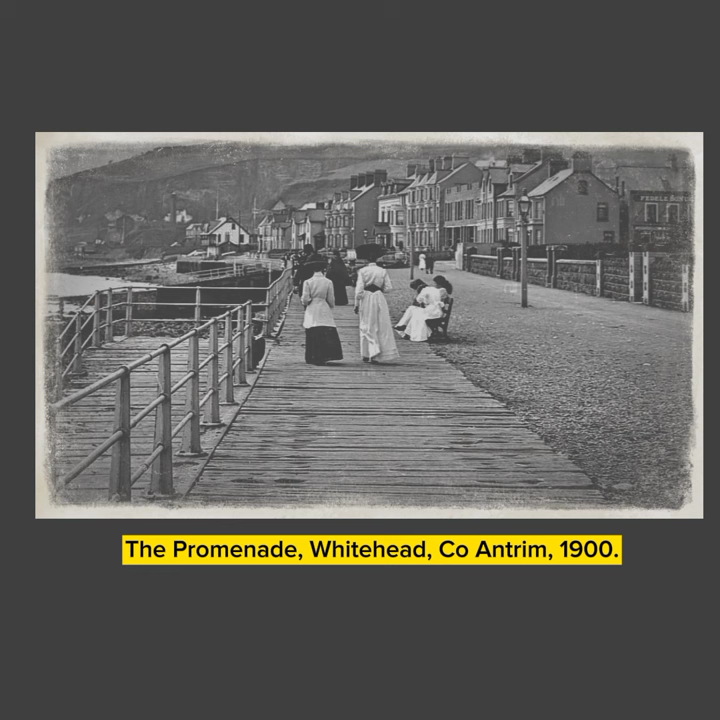 The Promenade, Whitehead, Co Antrim, 1900.